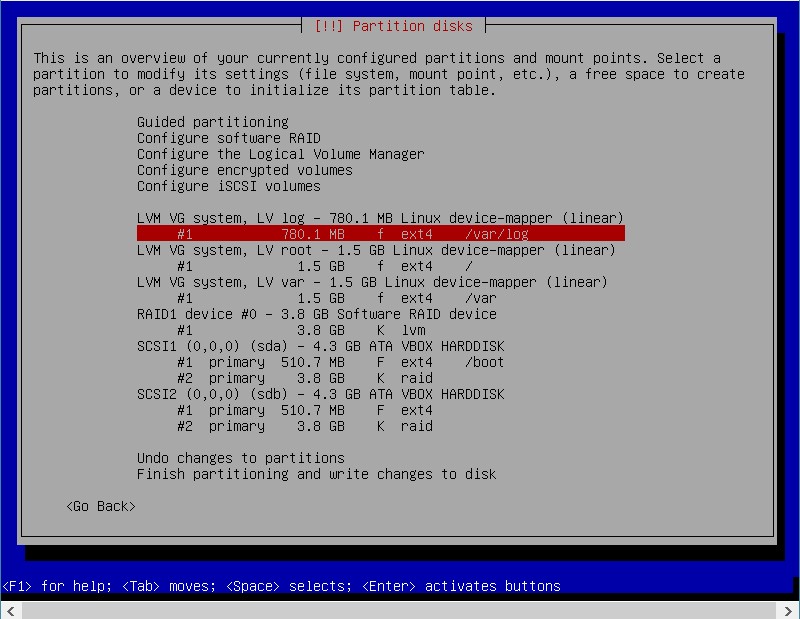 [!!] Partition disks
This is an overview of your currently configured partitions and mount points. Select a
partition to modify its settings (file system, mount point, etc.), a free space to create
partitions, or a device to initialize its partition table.
Guided partitioning
Configure software RAID
Configure the Logical Volume Manager
Configure encrypted volumes
Configure iSCSI volumes
LVM VG system, LV log - 780.1 MB Linux device-mapper (linear)
#1 780.1 MB f ext4 /var/log
LVM VG system, LV root - 1.5 GB Linux device-mapper (linear)
#1 1.5 GB f ext4 /
LVM VG system, LV var - 1.5 GB Linux device-mapper (linear)
#1 1.5 GB f ext4 /var
RAID1 device #0 - 3.8 GB Software RAID device
#1 3.8 GB K lvm
SCSI1 (0,0,0) (sda) - 4.3 GB ATA VBOX HARDDISK
#1 primary 510.7 MB F ext4 /boot
#2 primary 3.8 GB K raid
SCSI2 (0,0,0) (sdb) - 4.3 GB ATA VBOX HARDDISK
#1 primary 510.7 MB F ext4
#2 primary 3.8 GB K raid
Undo changes to partitions
Finish partitioning and write changes to disk
<Go Back>
<F1> for help; <Tab> moves; <Space> selects; <Enter> activates buttons